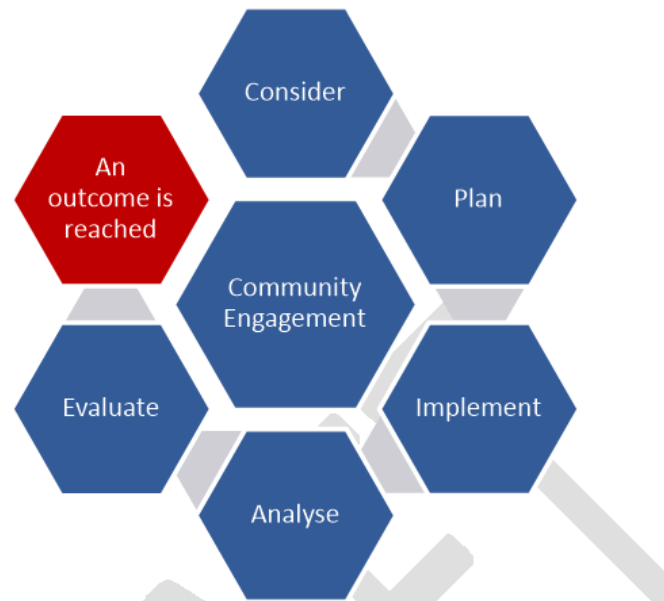 Consider
An
outcome is
reached
Plan
Community
Engagement
Evaluate
Implement
Analyse